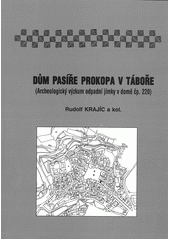 DŮM PASÍŘE PROKOPA V TÁBOŘE
(Archeologický výzkum odpadní jímky v domě čp. 220)
Rudolf KRAJÍC a kol.